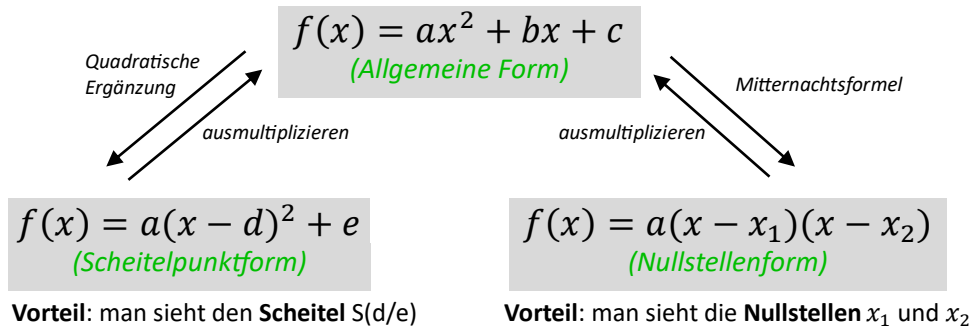 f(x) = ax² + bx + c
(Allgemeine Form)
Quadratische
Ergänzung
ausmultiplizieren
ausmultiplizieren
Mitternachtsformel
f(x) = a(x − d)² + e
(Scheitelpunktform)
Vorteil: man sieht den Scheitel S(d/e)
f(x) = a(x − x₁)(x − x₂)
(Nullstellenform)
Vorteil: man sieht die Nullstellen x₁ und x₂